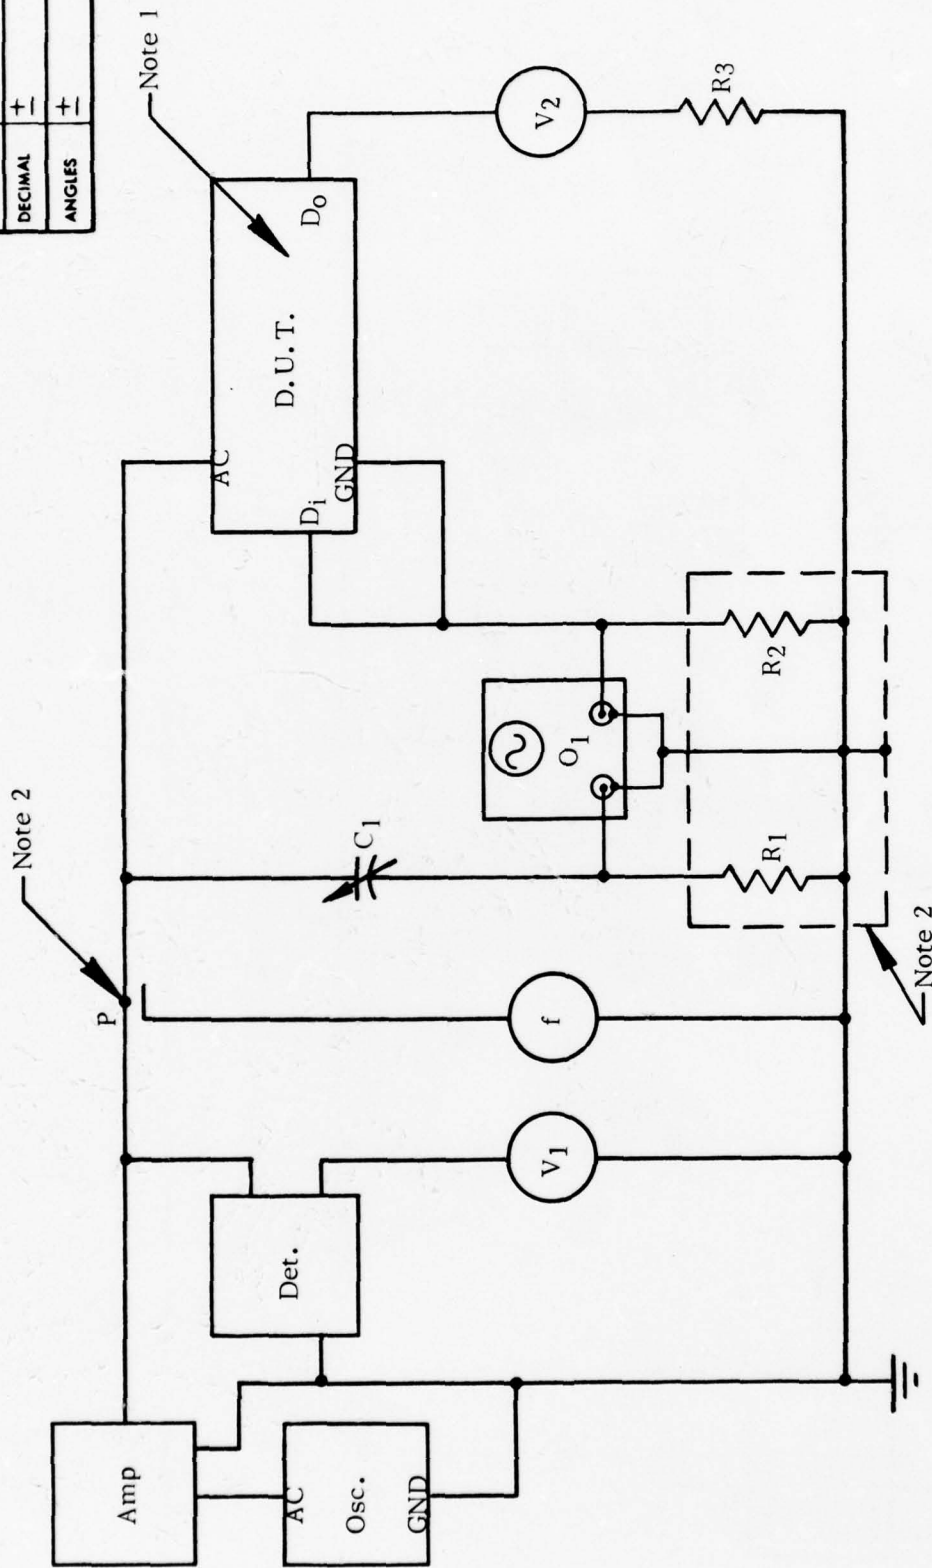 DECIMAL ±
ANGLES ±
Note 1
Note 2
P
Amp
AC
Osc.
GND
Det.
V1
f
C1
O1
R1
R2
Note 2
AC
Di
GND
D.U.T.
Do
V2
R3